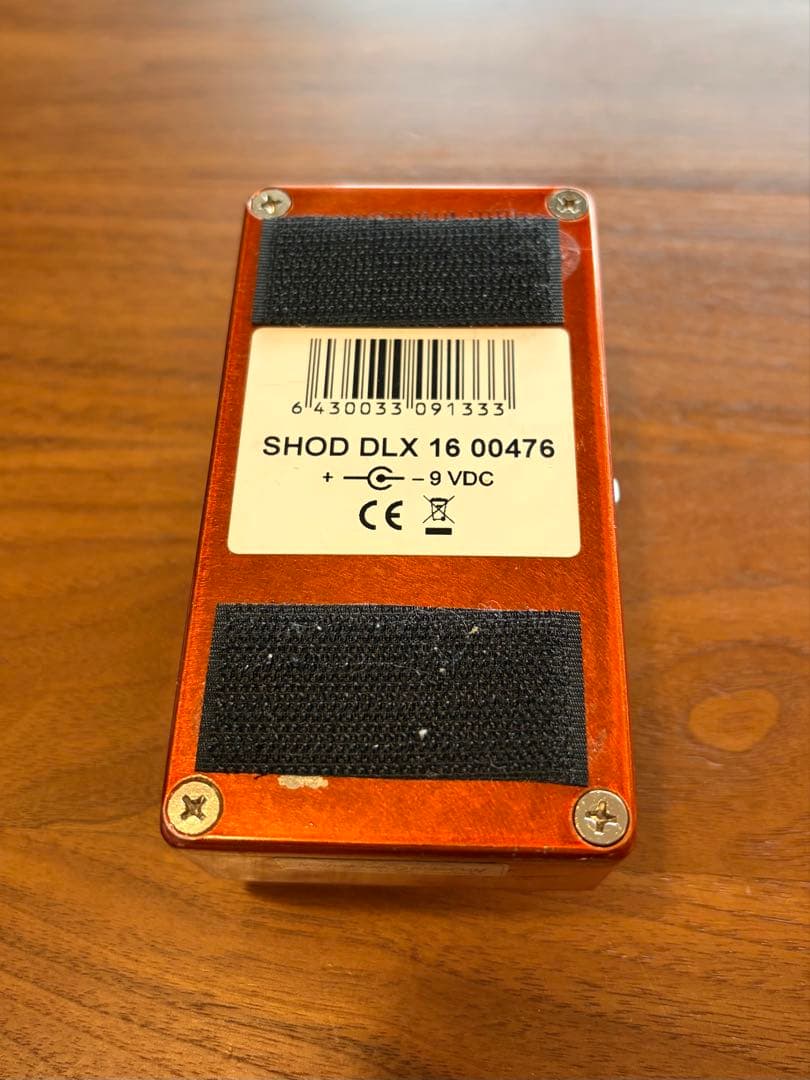 6 430033 091333
SHOD DLX 16 00476
+ – 9 VDC
CE